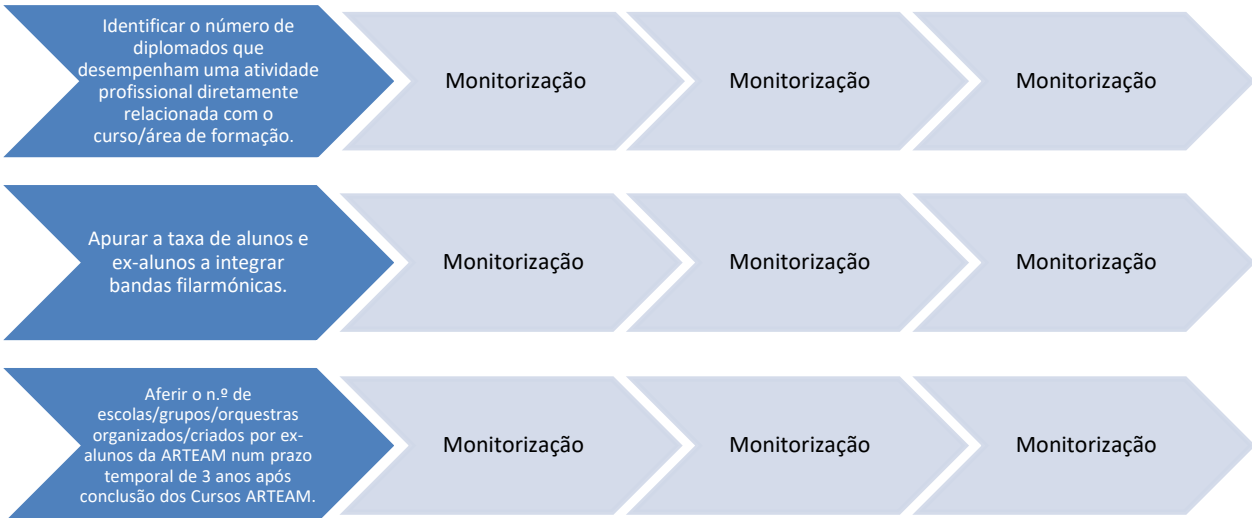 Identificar o número de
diplomados que
desempenham uma atividade
profissional diretamente
relacionada com o
curso/área de formação.
Monitorização
Monitorização
Monitorização
Apurar a taxa de alunos e
ex-alunos a integrar
bandas filarmónicas.
Monitorização
Monitorização
Monitorização
Aferir o n.º de
escolas/grupos/orquestras
organizados/criados por ex-
alunos da ARTEAM num prazo
temporal de 3 anos após
conclusão dos Cursos ARTEAM.
Monitorização
Monitorização
Monitorização